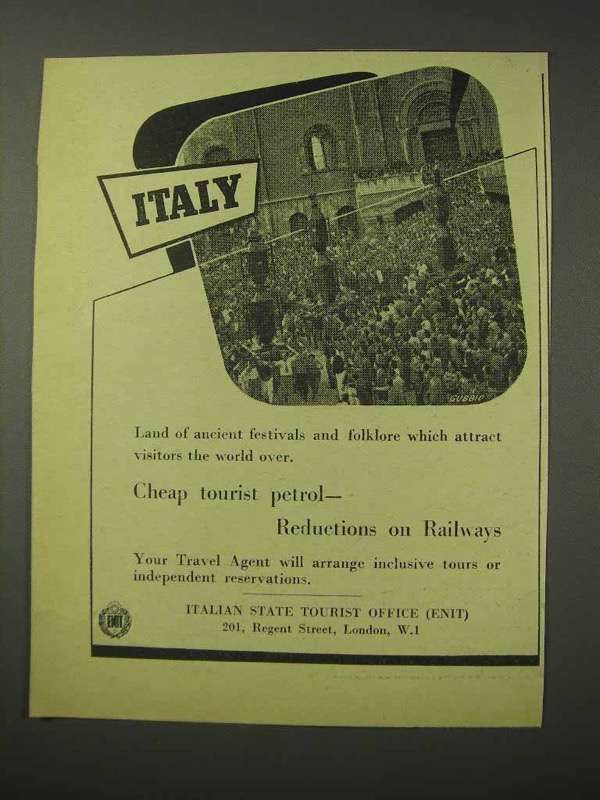 ITALY
GUBBIO
Land of ancient festivals and folklore which attract
visitors the world over.
Cheap tourist petrol—
Reductions on Railways
Your Travel Agent will arrange inclusive tours or
independent reservations.
ITALIAN STATE TOURIST OFFICE (ENIT)
201, Regent Street, London, W.1
ENIT